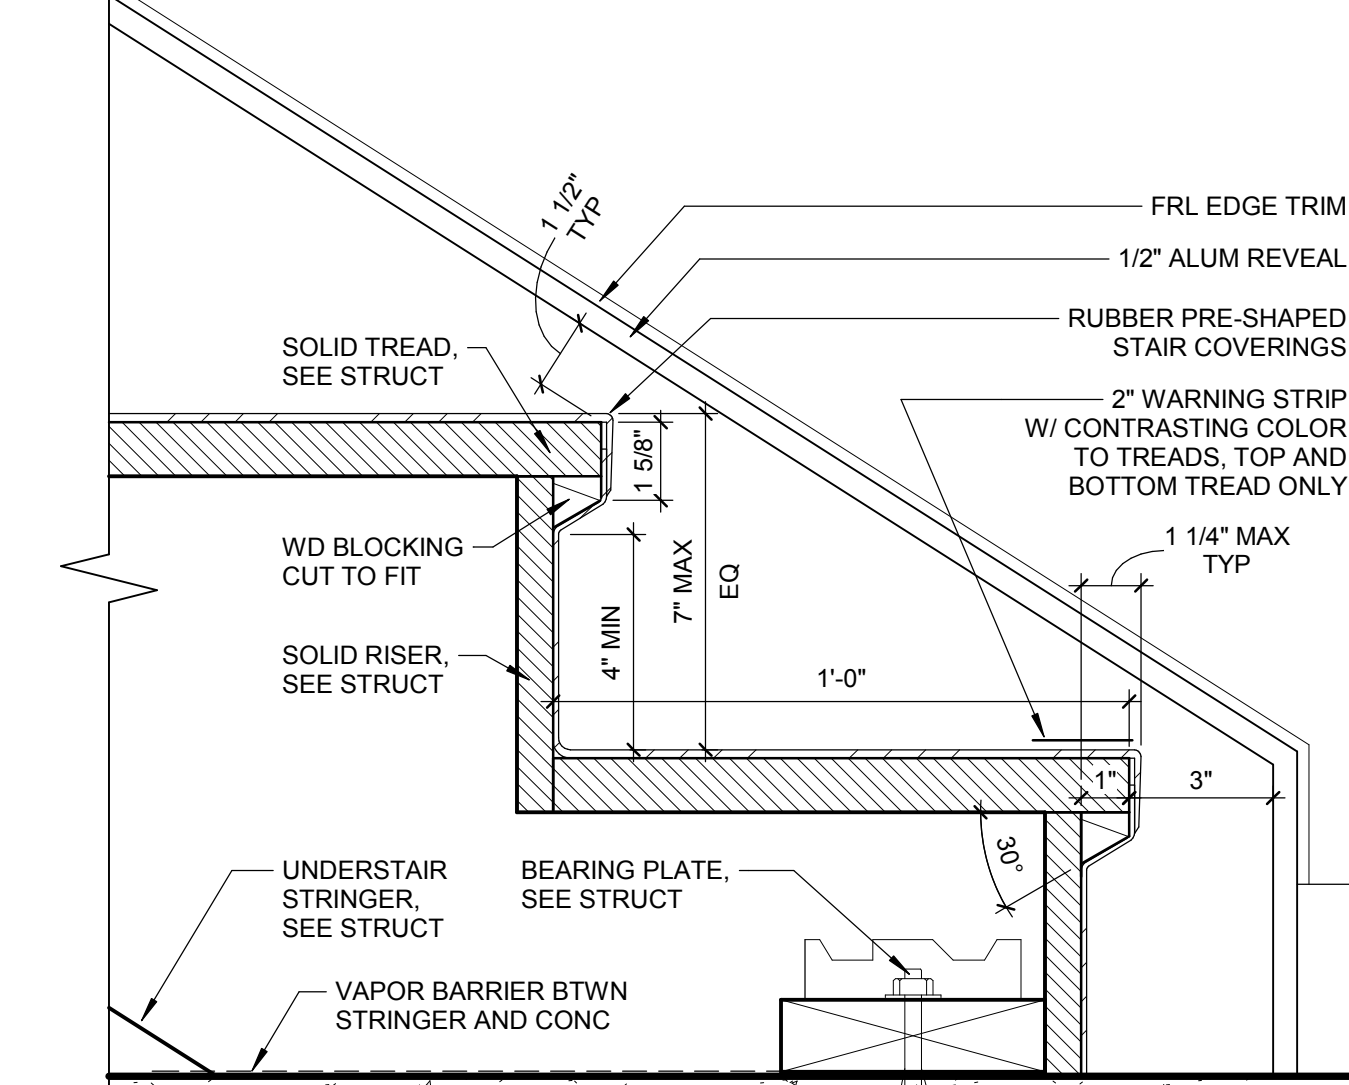 1 1/2"
TYP
FRL EDGE TRIM
1/2" ALUM REVEAL
RUBBER PRE-SHAPED
STAIR COVERINGS
SOLID TREAD,
SEE STRUCT
2" WARNING STRIP
W/ CONTRASTING COLOR
TO TREADS, TOP AND
BOTTOM TREAD ONLY
1 5/8"
1 1/4" MAX
TYP
WD BLOCKING
CUT TO FIT
7" MAX
EQ
4" MIN
SOLID RISER,
SEE STRUCT
1'-0"
1"
3"
30°
UNDERSTAIR
STRINGER,
SEE STRUCT
BEARING PLATE,
SEE STRUCT
VAPOR BARRIER BTWN
STRINGER AND CONC